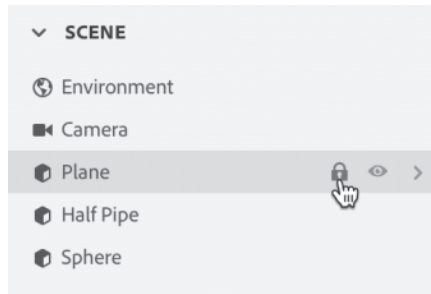 SCENE
Environment
Camera
Plane
Half Pipe
Sphere